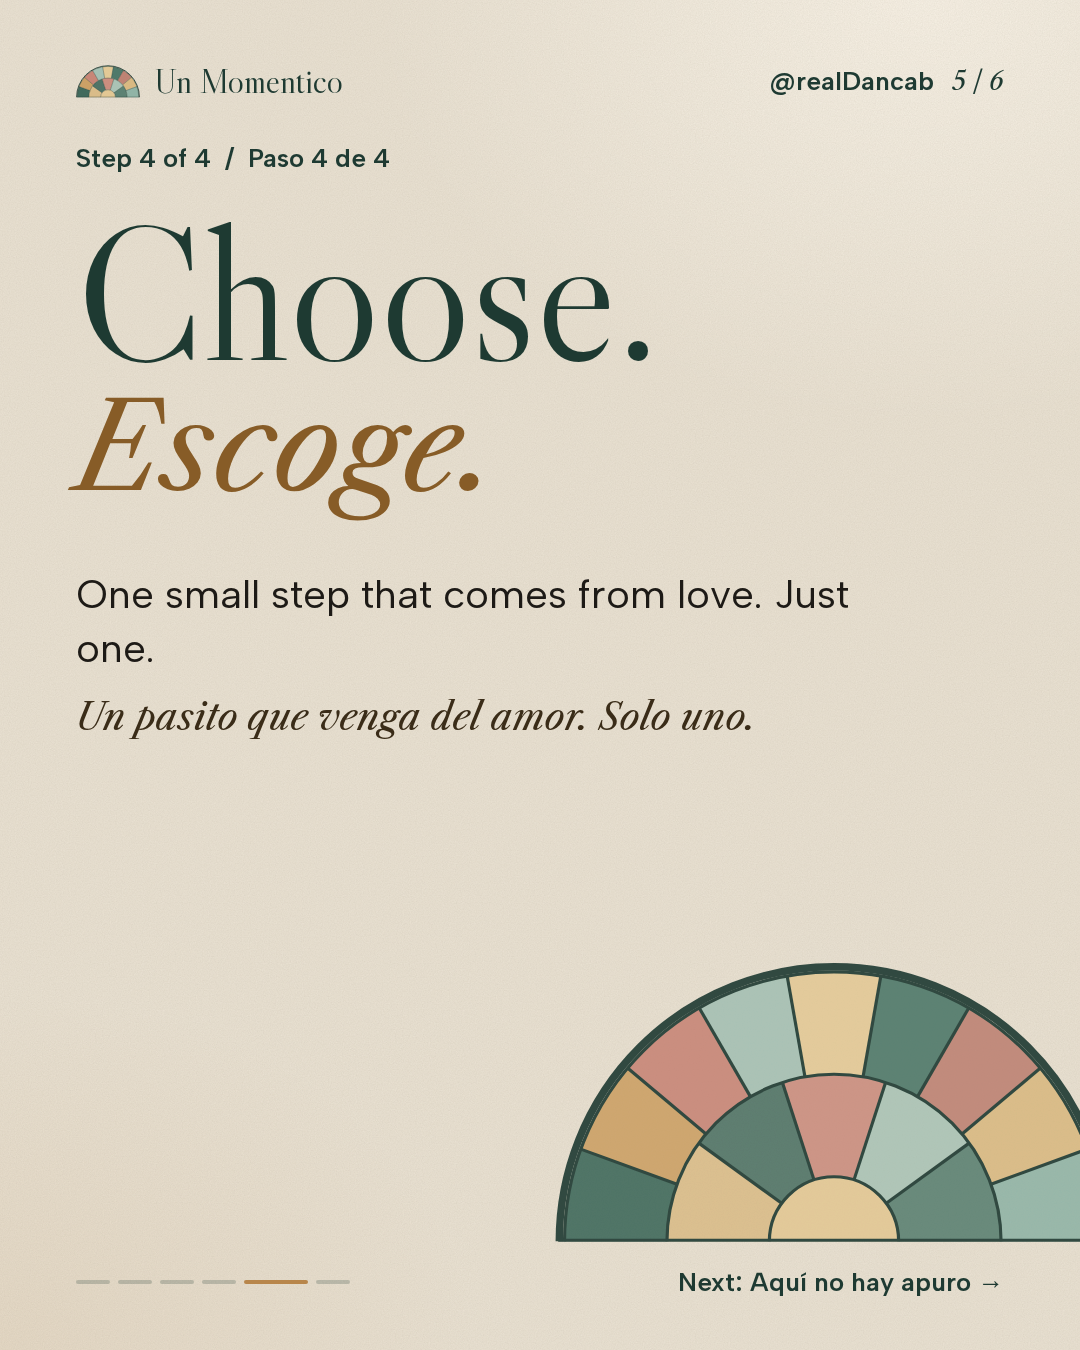 Un Momentico
@realDancab 5 / 6
Step 4 of 4 / Paso 4 de 4
Choose.
Escoge.
One small step that comes from love. Just
one.
Un pasito que venga del amor. Solo uno.
Next: Aquí no hay apuro →